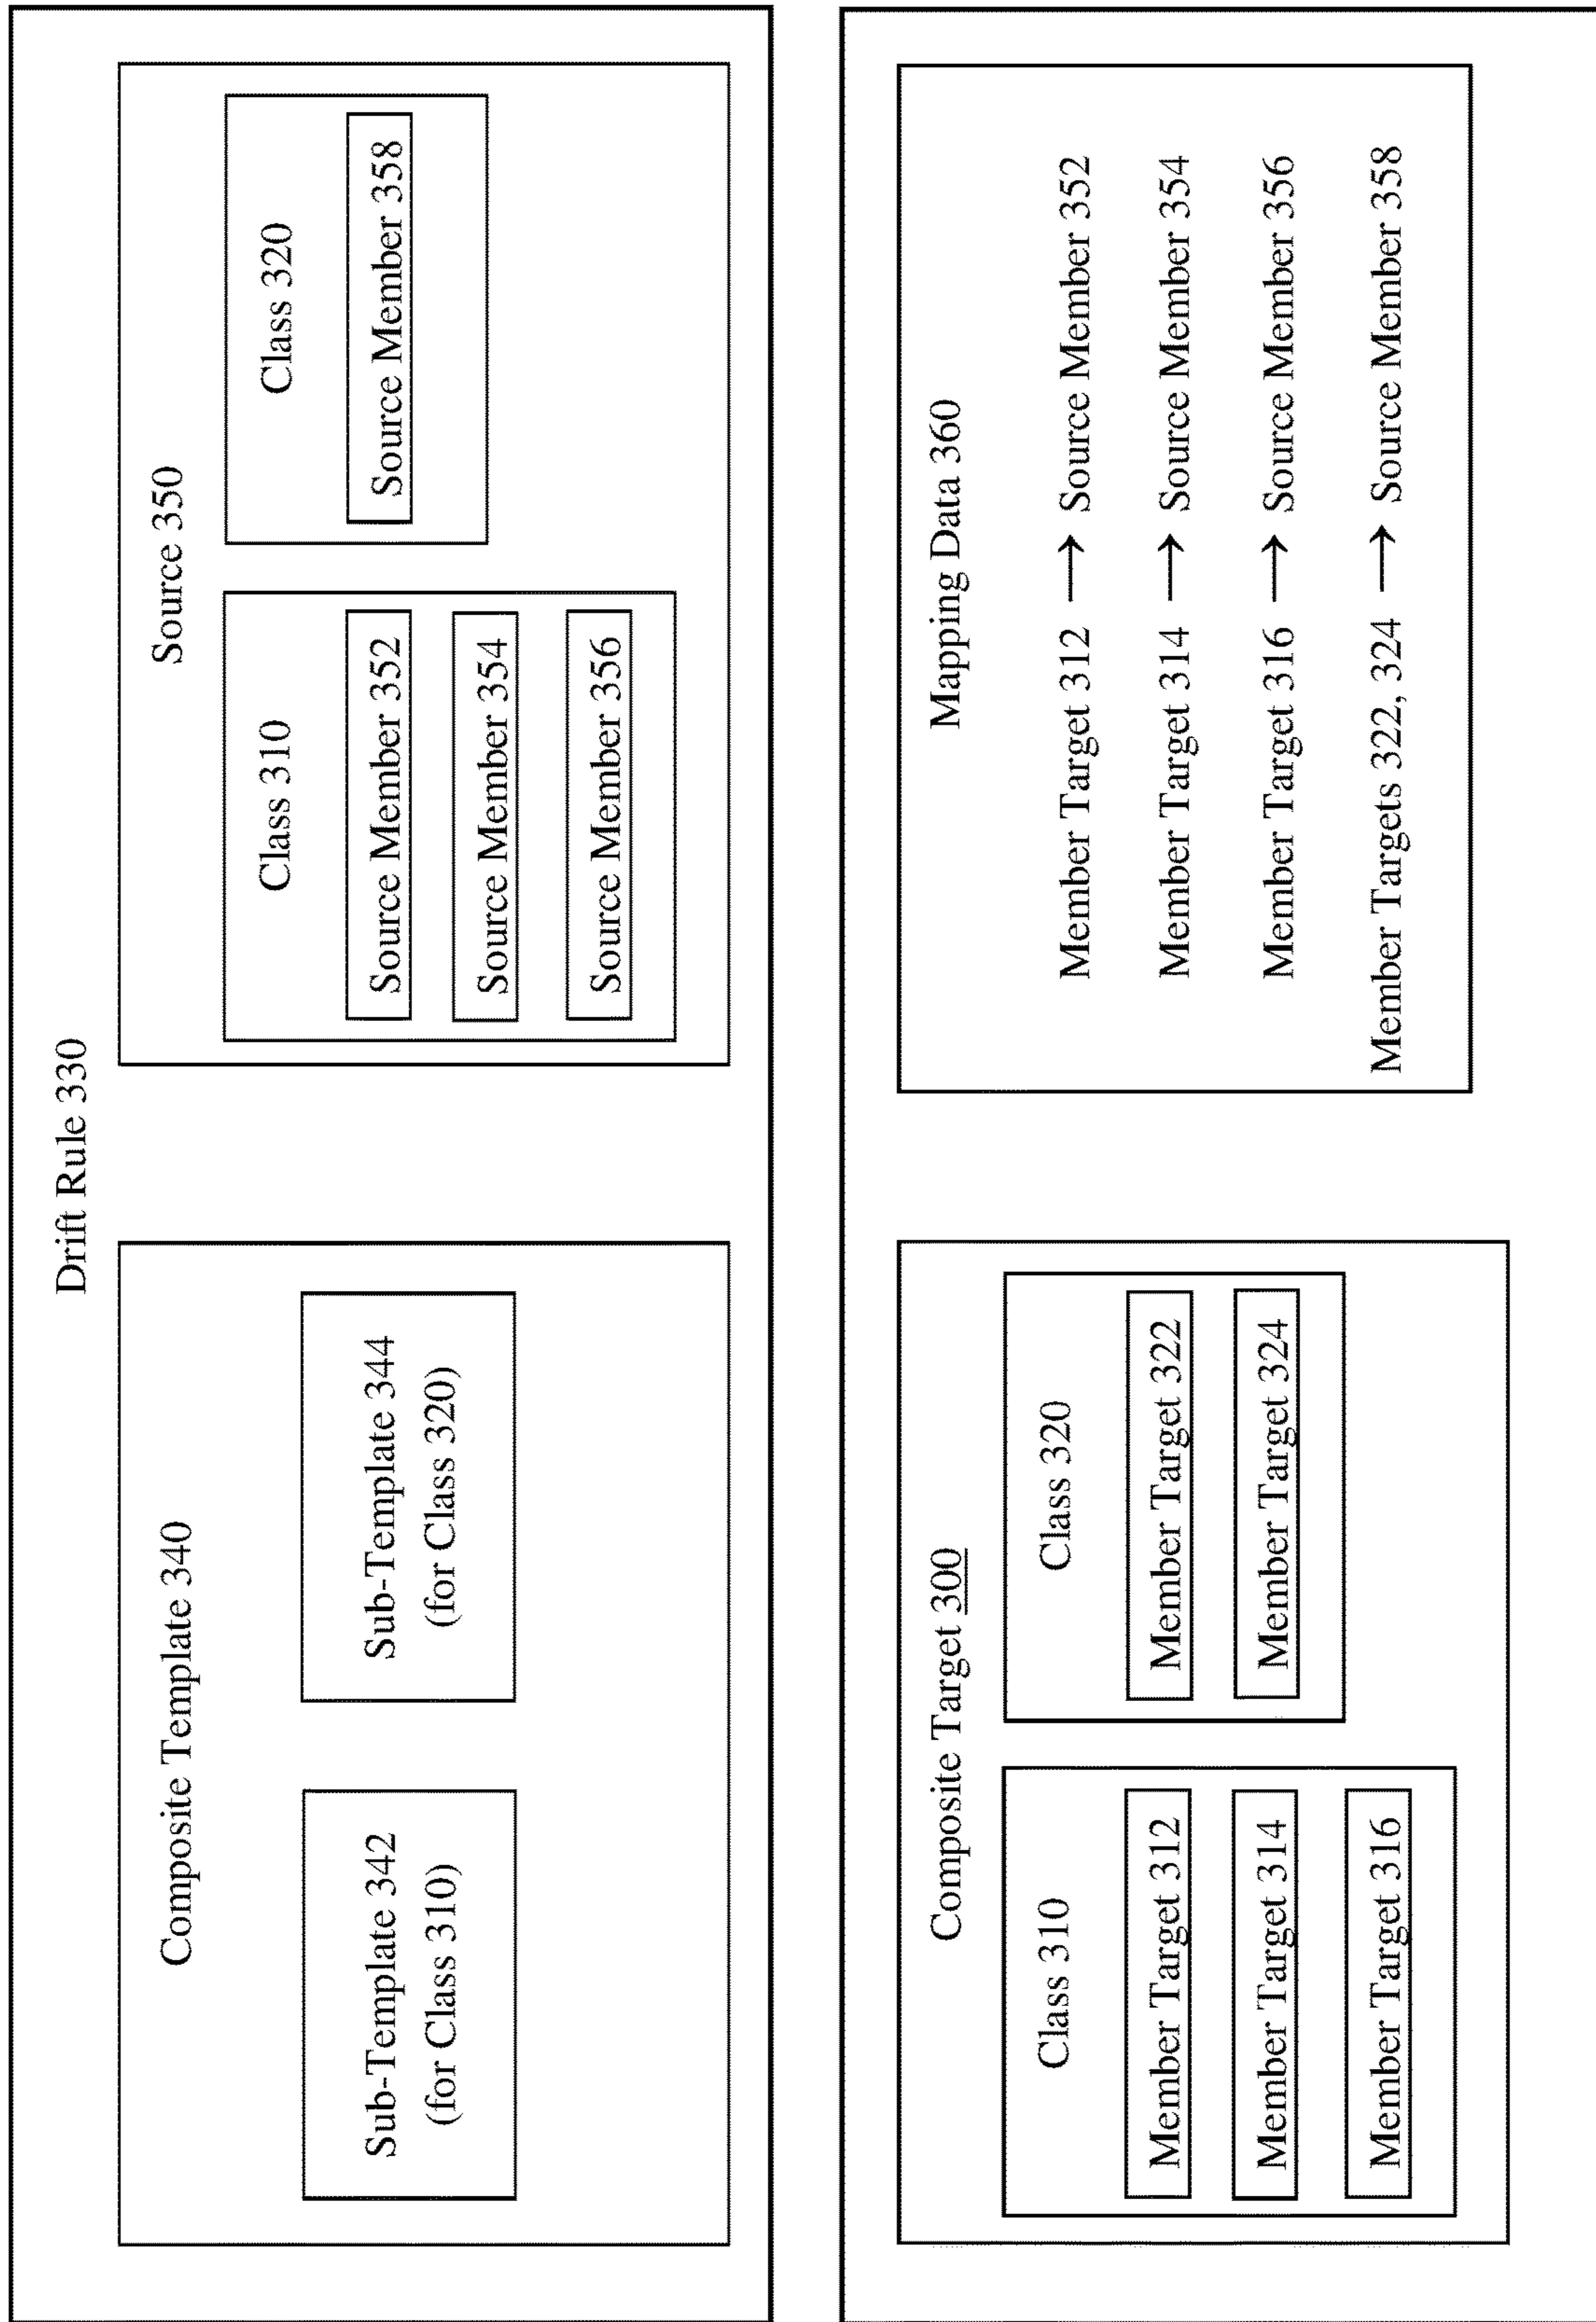 Drift Rule 330
Composite Template 340
Sub-Template 342
(for Class 310)
Sub-Template 344
(for Class 320)
Source 350
Class 310
Source Member 352
Source Member 354
Source Member 356
Class 320
Source Member 358
Composite Target 300
Class 310
Member Target 312
Member Target 314
Member Target 316
Class 320
Member Target 322
Member Target 324
Mapping Data 360
Member Target 312 → Source Member 352
Member Target 314 → Source Member 354
Member Target 316 → Source Member 356
Member Targets 322, 324 → Source Member 358